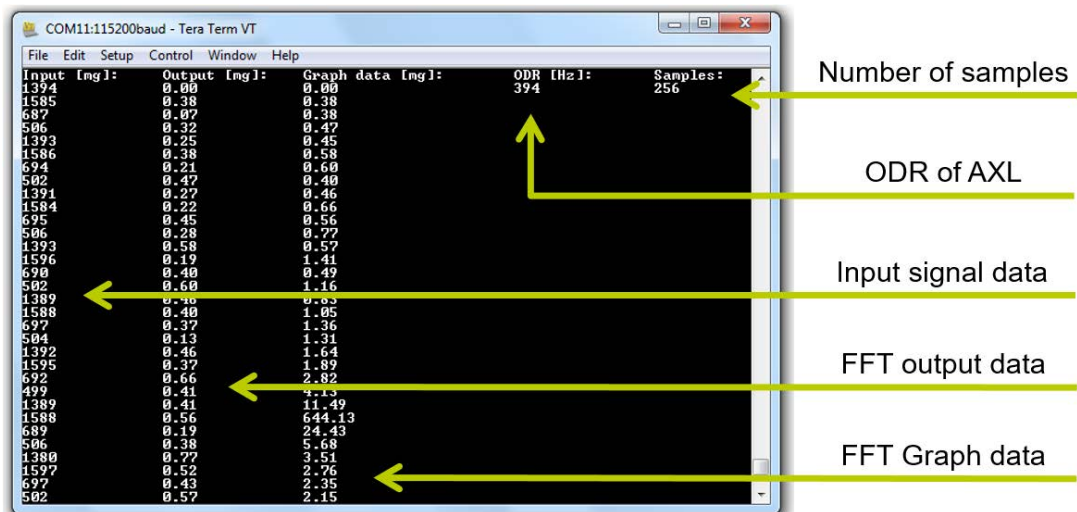 COM11:115200baud - Tera Term VT
File Edit Setup Control Window Help
Input [mg]: Output [mg]: Graph data [mg]: ODR [Hz]: Samples:
1394 0.00 0.00 394 256
1585 0.38 0.38
687 0.07 0.38
506 0.32 0.47
1393 0.25 0.45
1586 0.38 0.58
694 0.21 0.60
502 0.47 0.40
1391 0.27 0.46
1584 0.22 0.66
695 0.45 0.56
506 0.28 0.77
1393 0.58 0.57
1596 0.19 1.41
690 0.40 0.49
502 0.60 1.16
1389 0.46 0.83
1588 0.40 1.05
697 0.37 1.36
504 0.13 1.31
1392 0.46 1.64
1595 0.37 1.89
692 0.66 2.82
499 0.41 4.13
1389 0.41 11.49
1588 0.56 644.13
689 0.19 24.43
506 0.38 5.68
1380 0.77 3.51
1597 0.52 2.76
697 0.43 2.35
502 0.57 2.15
Number of samples
ODR of AXL
Input signal data
FFT output data
FFT Graph data